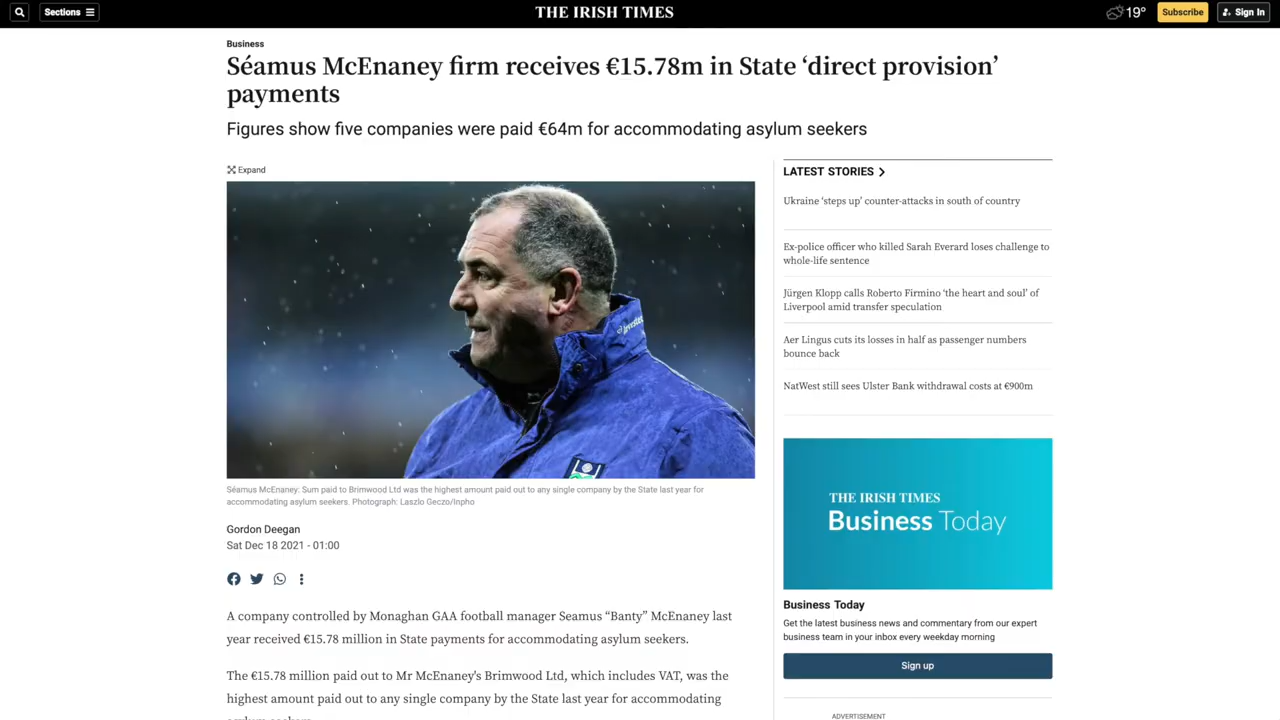 Sections
THE IRISH TIMES
19°
Subscribe
Sign In
Business
Séamus McEnaney firm receives €15.78m in State ‘direct provision’
payments
Figures show five companies were paid €64m for accommodating asylum seekers
Expand
Séamus McEnaney: Sum paid to Brimwood Ltd was the highest amount paid out to any single company by the State last year for
accommodating asylum seekers. Photograph: Laszlo Geczo/Inpho
Gordon Deegan
Sat Dec 18 2021 - 01:00
A company controlled by Monaghan GAA football manager Seamus “Banty” McEnaney last
year received €15.78 million in State payments for accommodating asylum seekers.
The €15.78 million paid out to Mr McEnaney's Brimwood Ltd, which includes VAT, was the
highest amount paid out to any single company by the State last year for accommodating
LATEST STORIES
Ukraine ‘steps up’ counter-attacks in south of country
Ex-police officer who killed Sarah Everard loses challenge to
whole-life sentence
Jürgen Klopp calls Roberto Firmino ‘the heart and soul’ of
Liverpool amid transfer speculation
Aer Lingus cuts its losses in half as passenger numbers
bounce back
NatWest still sees Ulster Bank withdrawal costs at €900m
THE IRISH TIMES
Business Today
Business Today
Get the latest business news and commentary from our expert
business team in your inbox every weekday morning
Sign up
ADVERTISEMENT